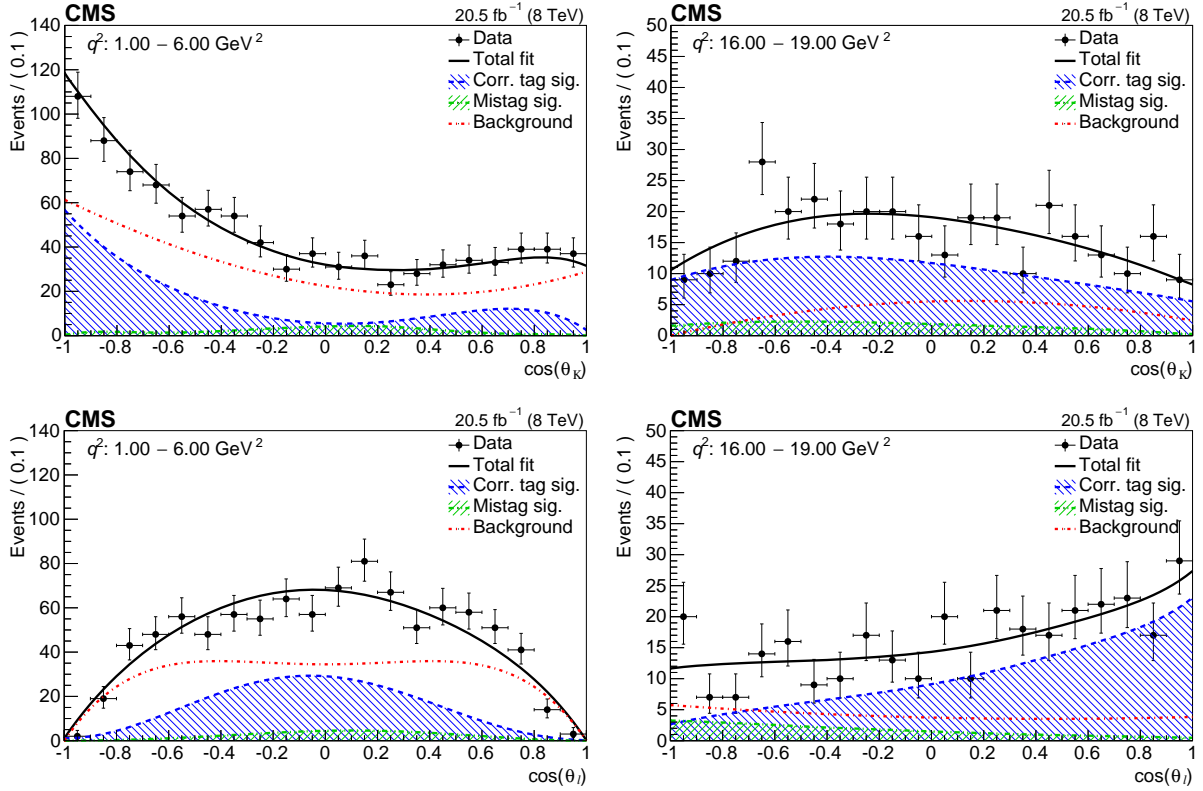 CMS
20.5 fb⁻¹ (8 TeV)
Events / ( 0.1 )
140
120
100
80
60
40
20
0
q²: 1.00 − 6.00 GeV²
Data
Total fit
Corr. tag sig.
Mistag sig.
Background
-1 -0.8 -0.6 -0.4 -0.2 0 0.2 0.4 0.6 0.8 1
cos(θ_K)
CMS
20.5 fb⁻¹ (8 TeV)
Events / ( 0.1 )
50
45
40
35
30
25
20
15
10
5
0
q²: 16.00 − 19.00 GeV²
Data
Total fit
Corr. tag sig.
Mistag sig.
Background
-1 -0.8 -0.6 -0.4 -0.2 0 0.2 0.4 0.6 0.8 1
cos(θ_K)
CMS
20.5 fb⁻¹ (8 TeV)
Events / ( 0.1 )
140
120
100
80
60
40
20
0
q²: 1.00 − 6.00 GeV²
Data
Total fit
Corr. tag sig.
Mistag sig.
Background
-1 -0.8 -0.6 -0.4 -0.2 0 0.2 0.4 0.6 0.8 1
cos(θ_l)
CMS
20.5 fb⁻¹ (8 TeV)
Events / ( 0.1 )
50
45
40
35
30
25
20
15
10
5
0
q²: 16.00 − 19.00 GeV²
Data
Total fit
Corr. tag sig.
Mistag sig.
Background
-1 -0.8 -0.6 -0.4 -0.2 0 0.2 0.4 0.6 0.8 1
cos(θ_l)